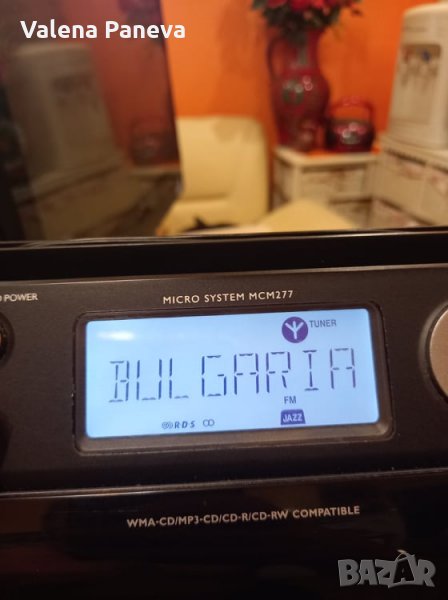 Valena Paneva
POWER
MICRO SYSTEM MCM277
TUNER
BULGARIA
FM
RDS
JAZZ
WMA-CD/MP3-CD/CD-R/CD-RW COMPATIBLE
BAZAR